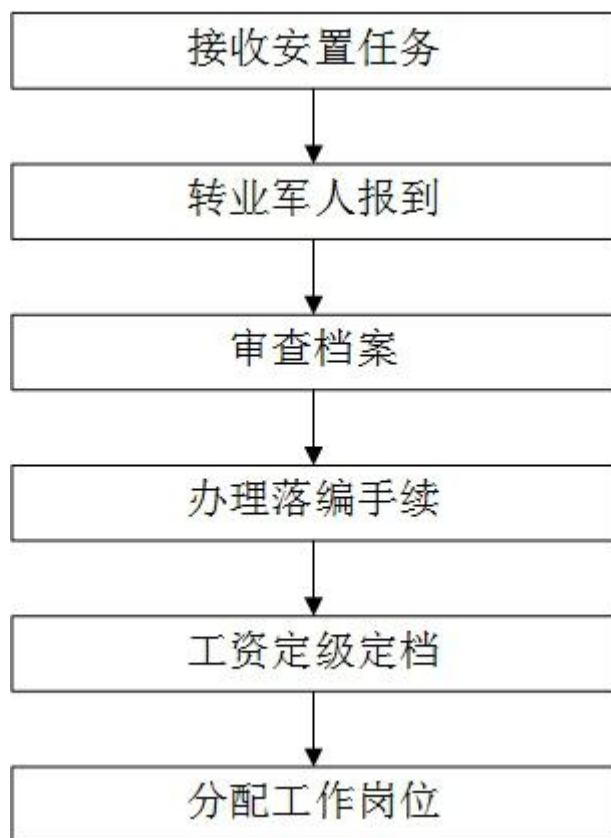 接收安置任务
转业军人报到
审查档案
办理落编手续
工资定级定档
分配工作岗位